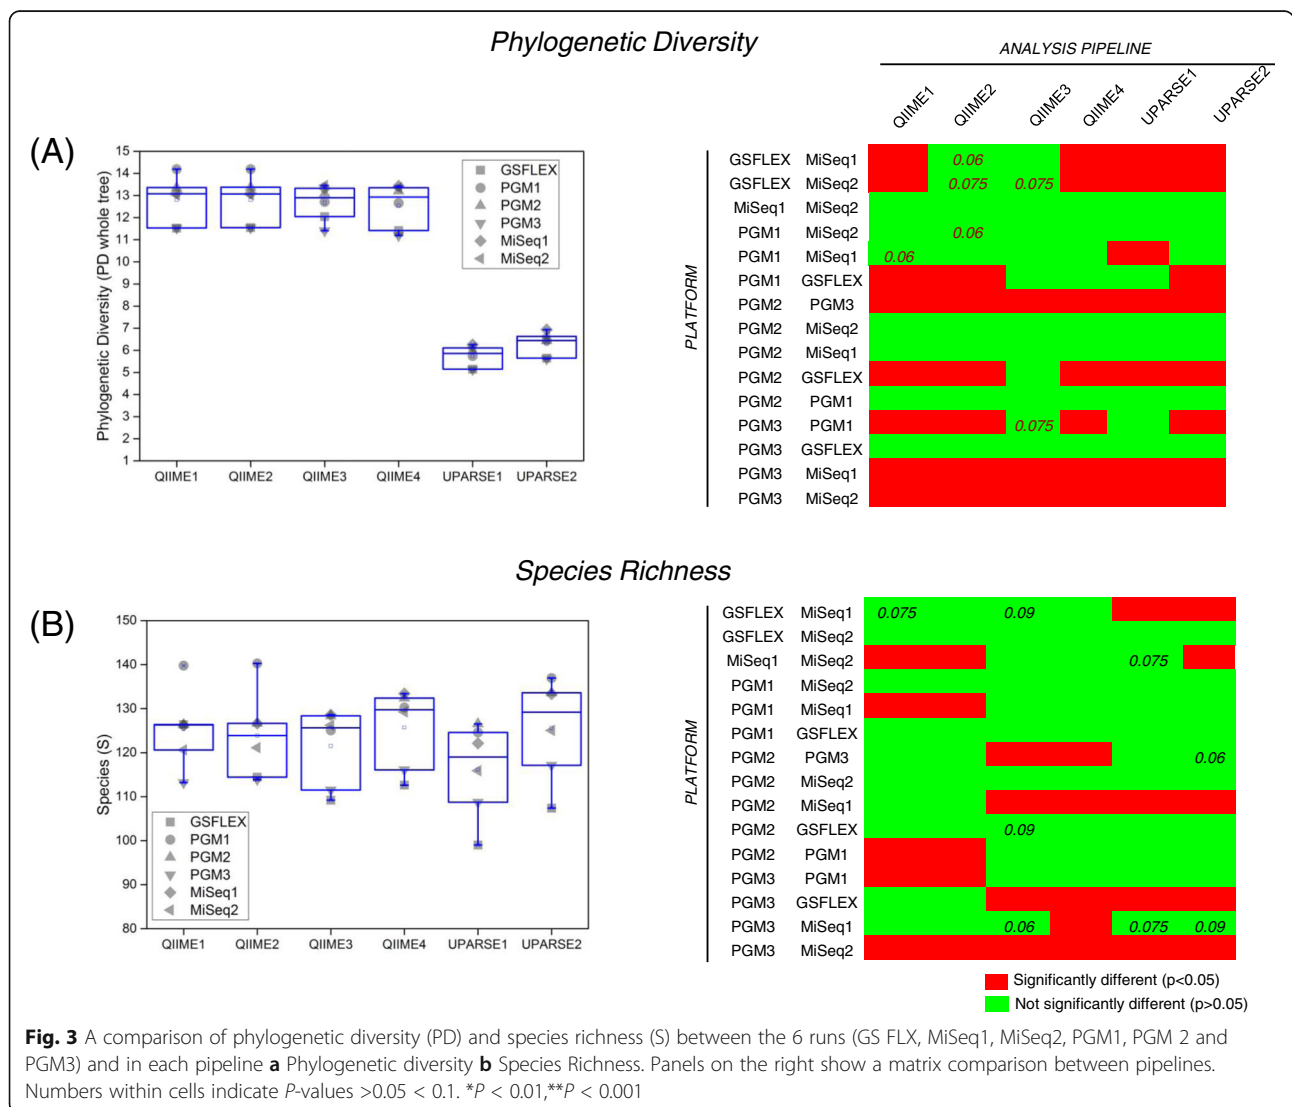 Phylogenetic Diversity
ANALYSIS PIPELINE
QIIME1 QIIME2 QIIME3 QIIME4 UPARSE1 UPARSE2
(A)
Phylogenetic Diversity (PD whole tree)
15
14
13
12
11
10
9
8
7
6
5
4
3
2
1
GSFLEX
PGM1
PGM2
PGM3
MiSeq1
MiSeq2
QIIME1 QIIME2 QIIME3 QIIME4 UPARSE1 UPARSE2
PLATFORM
GSFLEX MiSeq1 0.06
GSFLEX MiSeq2 0.075 0.075
MiSeq1 MiSeq2
PGM1 MiSeq2 0.06
PGM1 MiSeq1 0.06
PGM1 GSFLEX
PGM2 PGM3
PGM2 MiSeq2
PGM2 MiSeq1
PGM2 GSFLEX
PGM2 PGM1
PGM3 PGM1 0.075
PGM3 GSFLEX
PGM3 MiSeq1
PGM3 MiSeq2
Species Richness
(B)
Species (S)
150
140
130
120
110
100
90
80
GSFLEX
PGM1
PGM2
PGM3
MiSeq1
MiSeq2
QIIME1 QIIME2 QIIME3 QIIME4 UPARSE1 UPARSE2
PLATFORM
GSFLEX MiSeq1 0.075 0.09
GSFLEX MiSeq2
MiSeq1 MiSeq2 0.075
PGM1 MiSeq2
PGM1 MiSeq1
PGM1 GSFLEX
PGM2 PGM3 0.06
PGM2 MiSeq2
PGM2 MiSeq1
PGM2 GSFLEX 0.09
PGM2 PGM1
PGM3 PGM1
PGM3 GSFLEX
PGM3 MiSeq1 0.06 0.075 0.09
PGM3 MiSeq2
Significantly different (p<0.05)
Not significantly different (p>0.05)
Fig. 3 A comparison of phylogenetic diversity (PD) and species richness (S) between the 6 runs (GS FLX, MiSeq1, MiSeq2, PGM1, PGM 2 and
PGM3) and in each pipeline a Phylogenetic diversity b Species Richness. Panels on the right show a matrix comparison between pipelines.
Numbers within cells indicate P-values >0.05 < 0.1. *P < 0.01,**P < 0.001